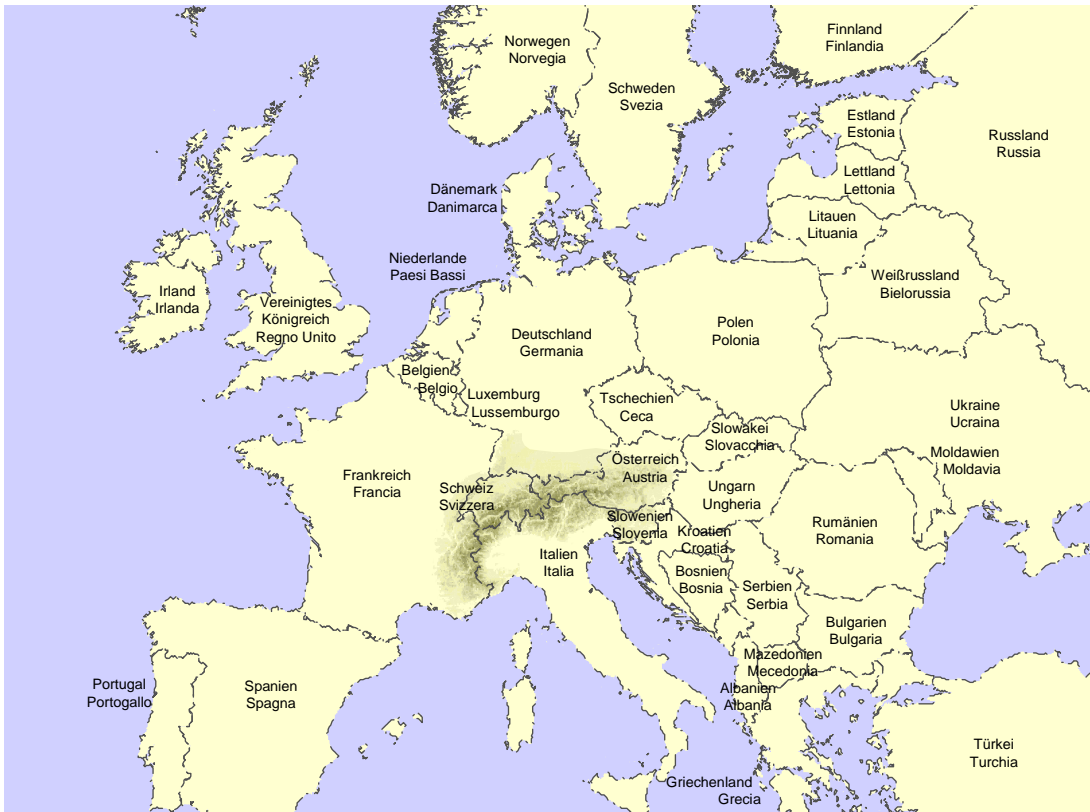 Norwegen
Norvegia
Finnland
Finlandia
Schweden
Svezia
Estland
Estonia
Russland
Russia
Lettland
Lettonia
Dänemark
Danimarca
Litauen
Lituania
Niederlande
Paesi Bassi
Weißrussland
Bielorussia
Irland
Irlanda
Vereinigtes
Königreich
Regno Unito
Deutschland
Germania
Polen
Polonia
Belgien
Belgio
Luxemburg
Lussemburgo
Tschechien
Ceca
Ukraine
Ucraina
Slowakei
Slovacchia
Moldawien
Moldavia
Österreich
Austria
Frankreich
Francia
Schweiz
Svizzera
Ungarn
Ungheria
Slowenien
Slovenia
Kroatien
Croatia
Rumänien
Romania
Italien
Italia
Bosnien
Bosnia
Serbien
Serbia
Bulgarien
Bulgaria
Mazedonien
Mecedonia
Portugal
Portogallo
Spanien
Spagna
Albanien
Albania
Türkei
Turchia
Griechenland
Grecia